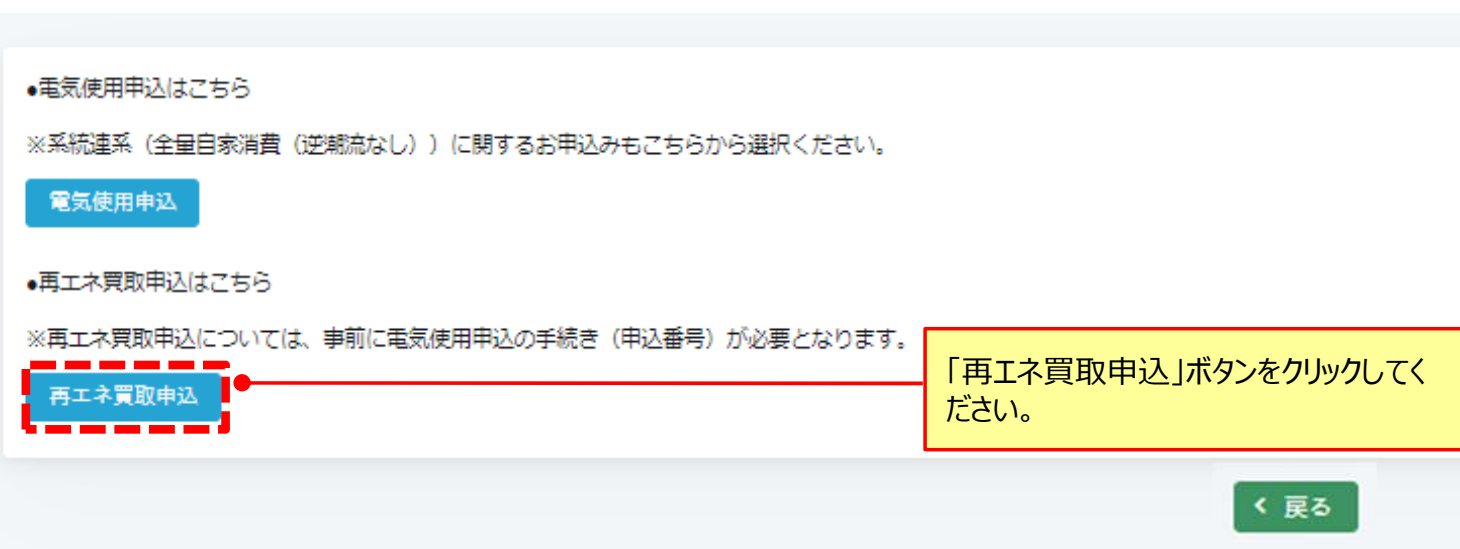 ●電気使用申込はこちら
※系統連系（全量自家消費（逆潮流なし））に関するお申込みもこちらから選択ください。
電気使用申込
●再エネ買取申込はこちら
※再エネ買取申込については、事前に電気使用申込の手続き（申込番号）が必要となります。
再エネ買取申込
「再エネ買取申込」ボタンをクリックしてく
ださい。
< 戻る